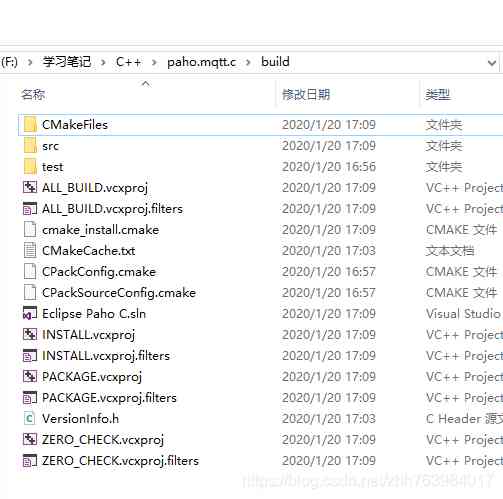 (F:) › 学习笔记 › C++ › paho.mqtt.c › build
名称 修改日期 类型
CMakeFiles 2020/1/20 17:09 文件夹
src 2020/1/20 17:09 文件夹
test 2020/1/20 16:56 文件夹
ALL_BUILD.vcxproj 2020/1/20 17:09 VC++ Project
ALL_BUILD.vcxproj.filters 2020/1/20 17:09 VC++ Project
cmake_install.cmake 2020/1/20 17:09 CMAKE 文件
CMakeCache.txt 2020/1/20 17:03 文本文档
CPackConfig.cmake 2020/1/20 16:57 CMAKE 文件
CPackSourceConfig.cmake 2020/1/20 16:57 CMAKE 文件
Eclipse Paho C.sln 2020/1/20 17:09 Visual Studio
INSTALL.vcxproj 2020/1/20 17:09 VC++ Project
INSTALL.vcxproj.filters 2020/1/20 17:09 VC++ Project
PACKAGE.vcxproj 2020/1/20 17:09 VC++ Project
PACKAGE.vcxproj.filters 2020/1/20 17:09 VC++ Project
VersionInfo.h 2020/1/20 17:03 C Header 源文
ZERO_CHECK.vcxproj 2020/1/20 17:09 VC++ Project
ZERO_CHECK.vcxproj.filters 2020/1/20 17:09 VC++ Project